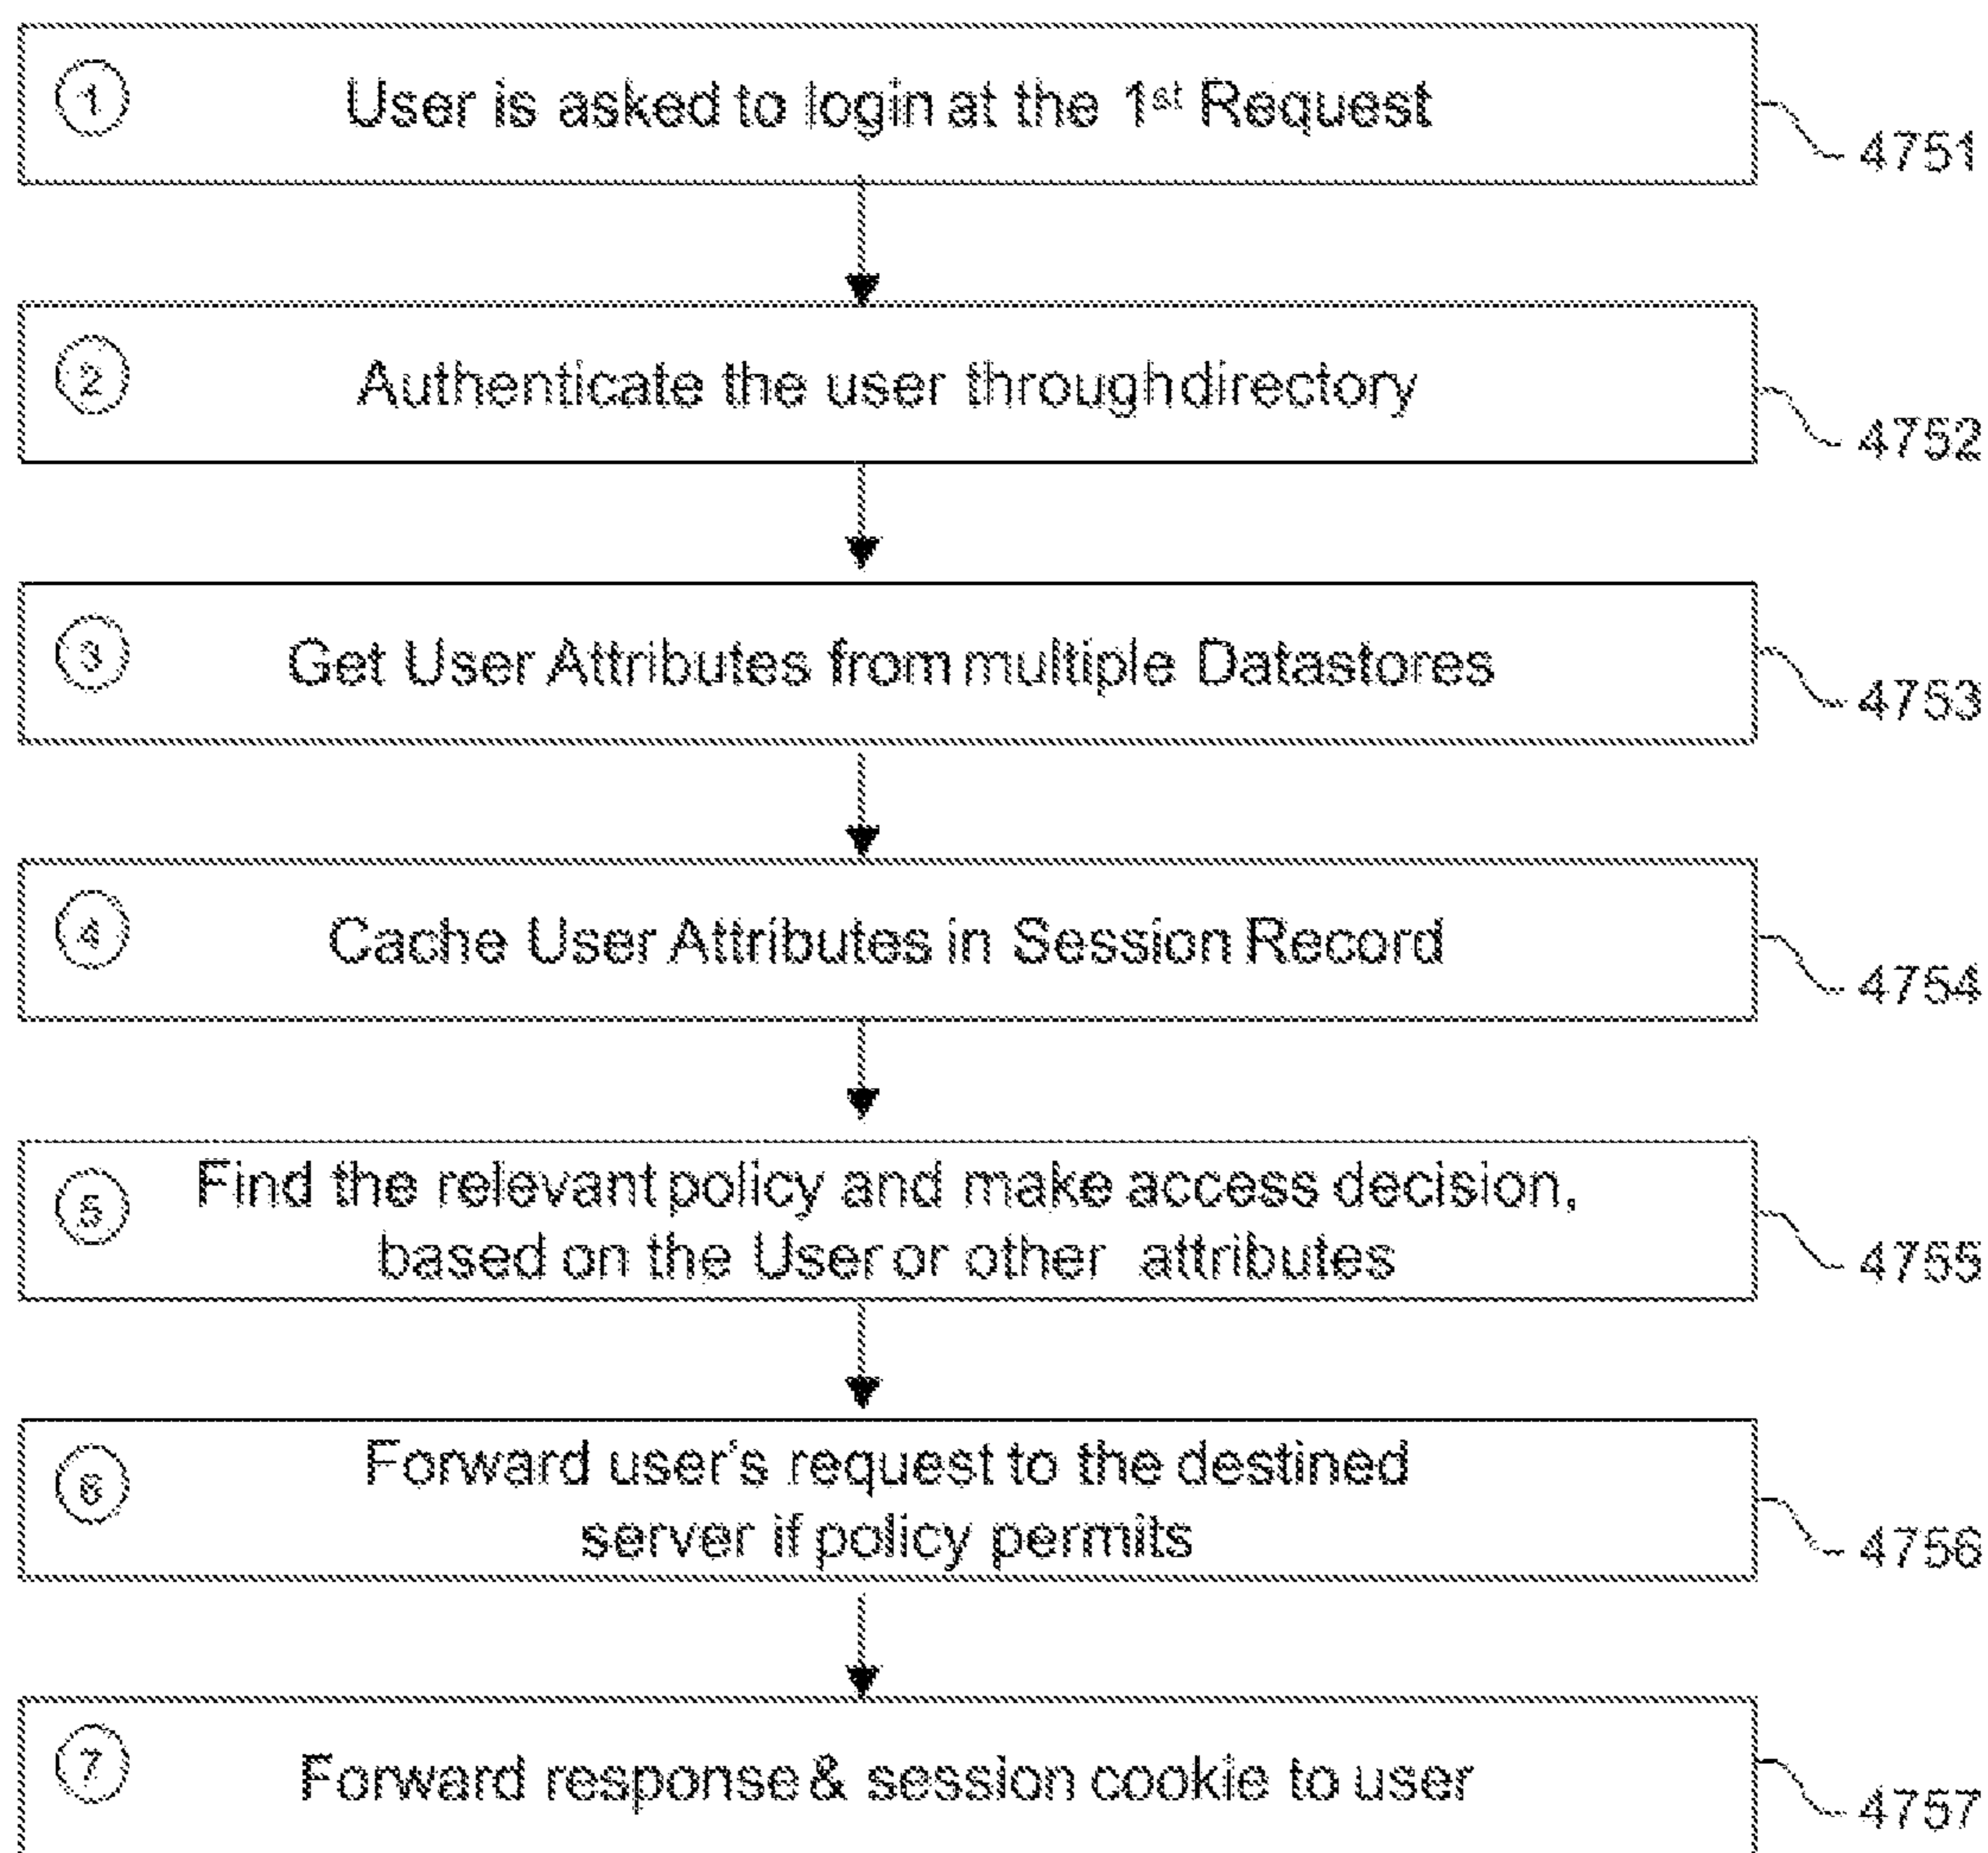 ① User is asked to login at the 1st Request
4751
② Authenticate the user through directory
4752
③ Get User Attributes from multiple Datastores
4753
④ Cache User Attributes in Session Record
4754
⑤ Find the relevant policy and make access decision,
based on the User or other attributes
4755
⑥ Forward user's request to the destined
server if policy permits
4756
⑦ Forward response & session cookie to user
4757